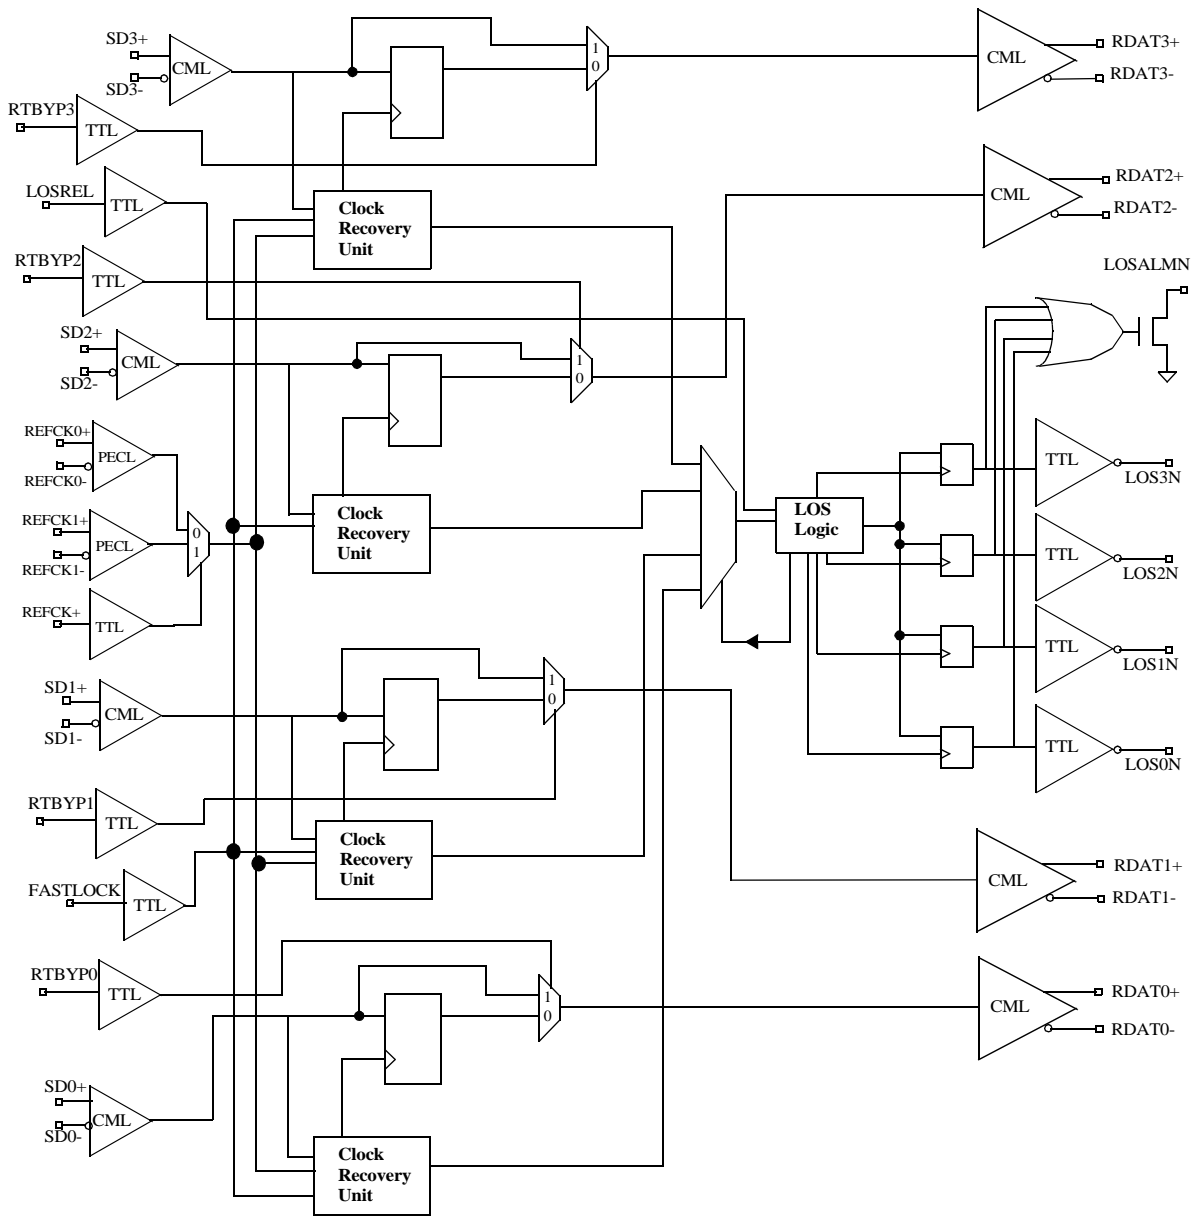 SD3+
CML
SD3-
1
0
CML
RDAT3+
RDAT3-
RTBYP3
TTL
LOSREL
TTL
Clock
Recovery
Unit
CML
RDAT2+
RDAT2-
RTBYP2
TTL
LOSALMN
SD2+
CML
SD2-
1
0
REFCK0+
PECL
REFCK0-
TTL
LOS3N
REFCK1+
PECL
REFCK1-
0
1
Clock
Recovery
Unit
LOS
Logic
TTL
LOS2N
REFCK+
TTL
TTL
LOS1N
SD1+
CML
SD1-
1
0
TTL
LOS0N
RTBYP1
TTL
Clock
Recovery
Unit
CML
RDAT1+
RDAT1-
FASTLOCK
TTL
RTBYP0
TTL
1
0
CML
RDAT0+
RDAT0-
SD0+
CML
SD0-
Clock
Recovery
Unit